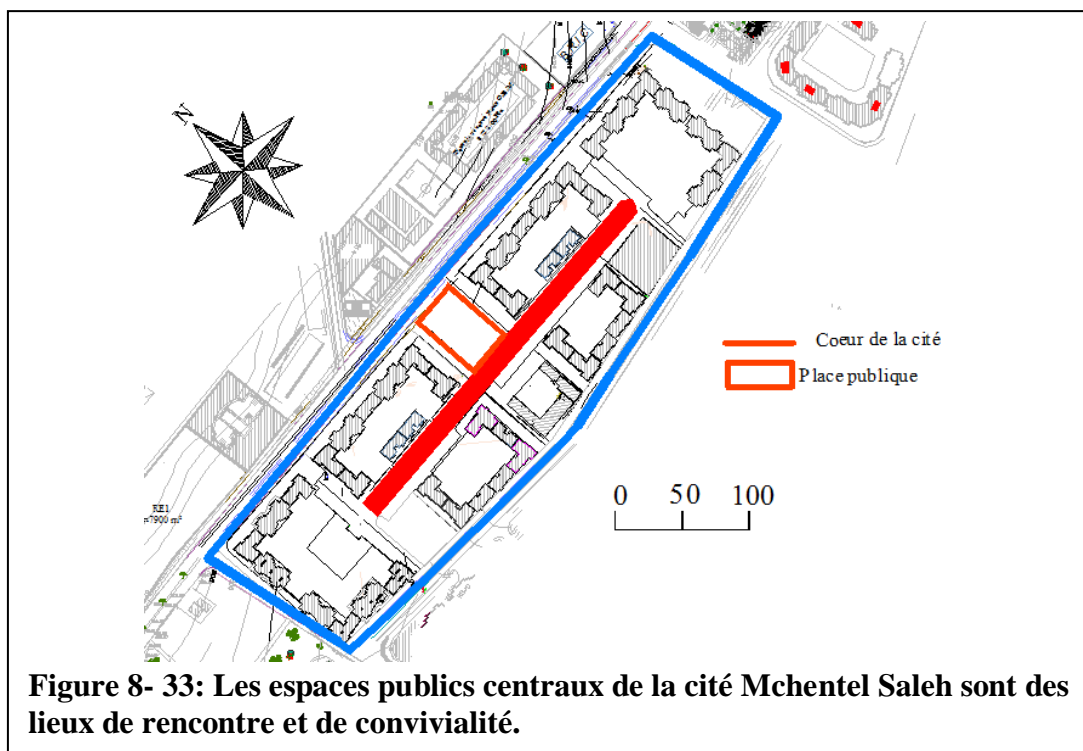 N
Coeur de la cité
Place publique
0 50 100
RE1
Figure 8- 33: Les espaces publics centraux de la cité Mchentel Saleh sont des
lieux de rencontre et de convivialité.